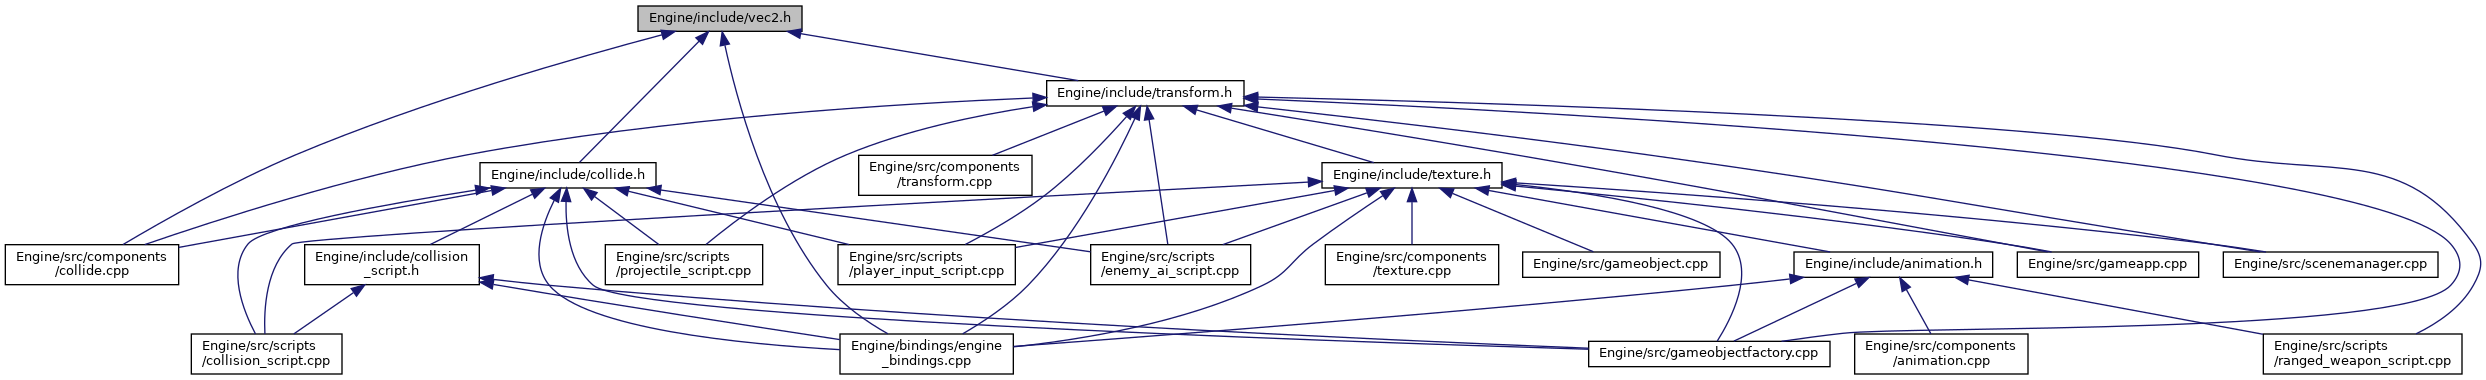 Engine/include/vec2.h
Engine/include/transform.h
Engine/src/components
/transform.cpp
Engine/include/collide.h
Engine/include/texture.h
Engine/src/components
/collide.cpp
Engine/include/collision
_script.h
Engine/src/scripts
/projectile_script.cpp
Engine/src/scripts
/player_input_script.cpp
Engine/src/scripts
/enemy_ai_script.cpp
Engine/src/components
/texture.cpp
Engine/src/gameobject.cpp
Engine/include/animation.h
Engine/src/gameapp.cpp
Engine/src/scenemanager.cpp
Engine/src/scripts
/collision_script.cpp
Engine/bindings/engine
_bindings.cpp
Engine/src/gameobjectfactory.cpp
Engine/src/components
/animation.cpp
Engine/src/scripts
/ranged_weapon_script.cpp